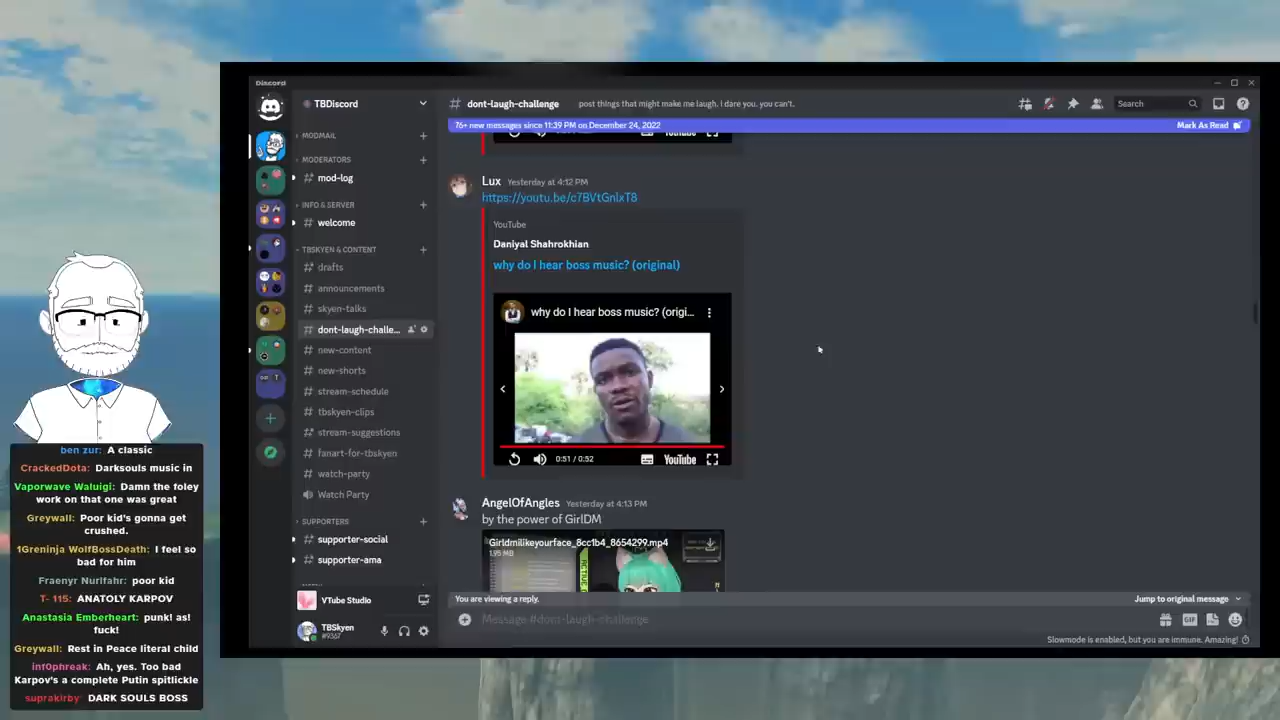 Discord
TBDiscord
# dont-laugh-challenge
post things that might make me laugh. I dare you. you can't.
Search
76+ new messages since 11:39 PM on December 24, 2022
Mark As Read
YouTube
MODMAIL
MODERATORS
# mod-log
INFO & SERVER
# welcome
TBSKYEN & CONTENT
# drafts
# announcements
# skyen-talks
# dont-laugh-challe...
# new-content
# new-shorts
# stream-schedule
# tbskyen-clips
# stream-suggestions
# fanart-for-tbskyen
# watch-party
Watch Party
SUPPORTERS
# supporter-social
# supporter-ama
VTube Studio
TBSkyen
#9367
Lux Yesterday at 4:12 PM
https://youtu.be/c7BVtGnlxT8
YouTube
Daniyal Shahrokhian
why do I hear boss music? (original)
why do I hear boss music? (origi...
0:51 / 0:52
YouTube
AngelOfAngles Yesterday at 4:13 PM
by the power of GirlDM
Girldmilikeyourface_8cc1b4_8654299.mp4
1.95 MB
You are viewing a reply.
Jump to original message
Message #dont-laugh-challenge
GIF
Slowmode is enabled, but you are immune. Amazing!
ben zur: A classic
CrackedDota: Darksouls music in
Vaporwave Waluigi: Damn the foley
work on that one was great
Greywall: Poor kid's gonna get
crushed.
1Greninja WolfBossDeath: I feel so
bad for him
Fraenyr Nurlfahr: poor kid
T- 115: ANATOLY KARPOV
Anastasia Emberheart: punk! as!
fuck!
Greywall: Rest in Peace literal child
inf0phreak: Ah, yes. Too bad
Karpov's a complete Putin spitlickle
suprakirby: DARK SOULS BOSS